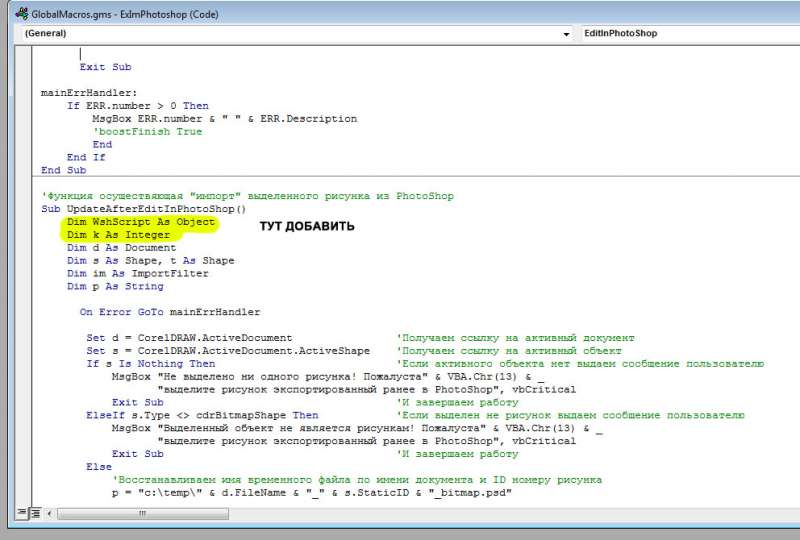 GlobalMacros.gms - ExImPhotoshop (Code)
(General) EditInPhotoShop
Exit Sub
mainErrHandler:
If ERR.number > 0 Then
MsgBox ERR.number & " " & ERR.Description
'boostFinish True
End
End If
End Sub
'Функция осуществяющая "импорт" выделенного рисунка из PhotoShop
Sub UpdateAfterEditInPhotoShop()
Dim WshScript As Object
Dim k As Integer
ТУТ ДОБАВИТЬ
Dim d As Document
Dim s As Shape, t As Shape
Dim im As ImportFilter
Dim p As String
On Error GoTo mainErrHandler
Set d = CorelDRAW.ActiveDocument 'Получаем ссылку на активный документ
Set s = CorelDRAW.ActiveDocument.ActiveShape 'Получаем ссылку на активный объект
If s Is Nothing Then 'Если активного объекта нет выдаем сообщение пользователю
MsgBox "Не выделено ни одного рисунка! Пожалуста" & VBA.Chr(13) & _
"выделите рисунок экспортированный ранее в PhotoShop", vbCritical
Exit Sub 'И завершаем работу
ElseIf s.Type <> cdrBitmapShape Then 'Если выделен не рисунок выдаем сообщение пользователю
MsgBox "Выделенный объект не является рисункам! Пожалуста" & VBA.Chr(13) & _
"выделите рисунок экспортированный ранее в PhotoShop", vbCritical
Exit Sub 'И завершаем работу
Else
'Восстанавливаем имя временного файла по имени документа и ID номеру рисунка
p = "c:\temp\" & d.FileName & "_" & s.StaticID & "_bitmap.psd"